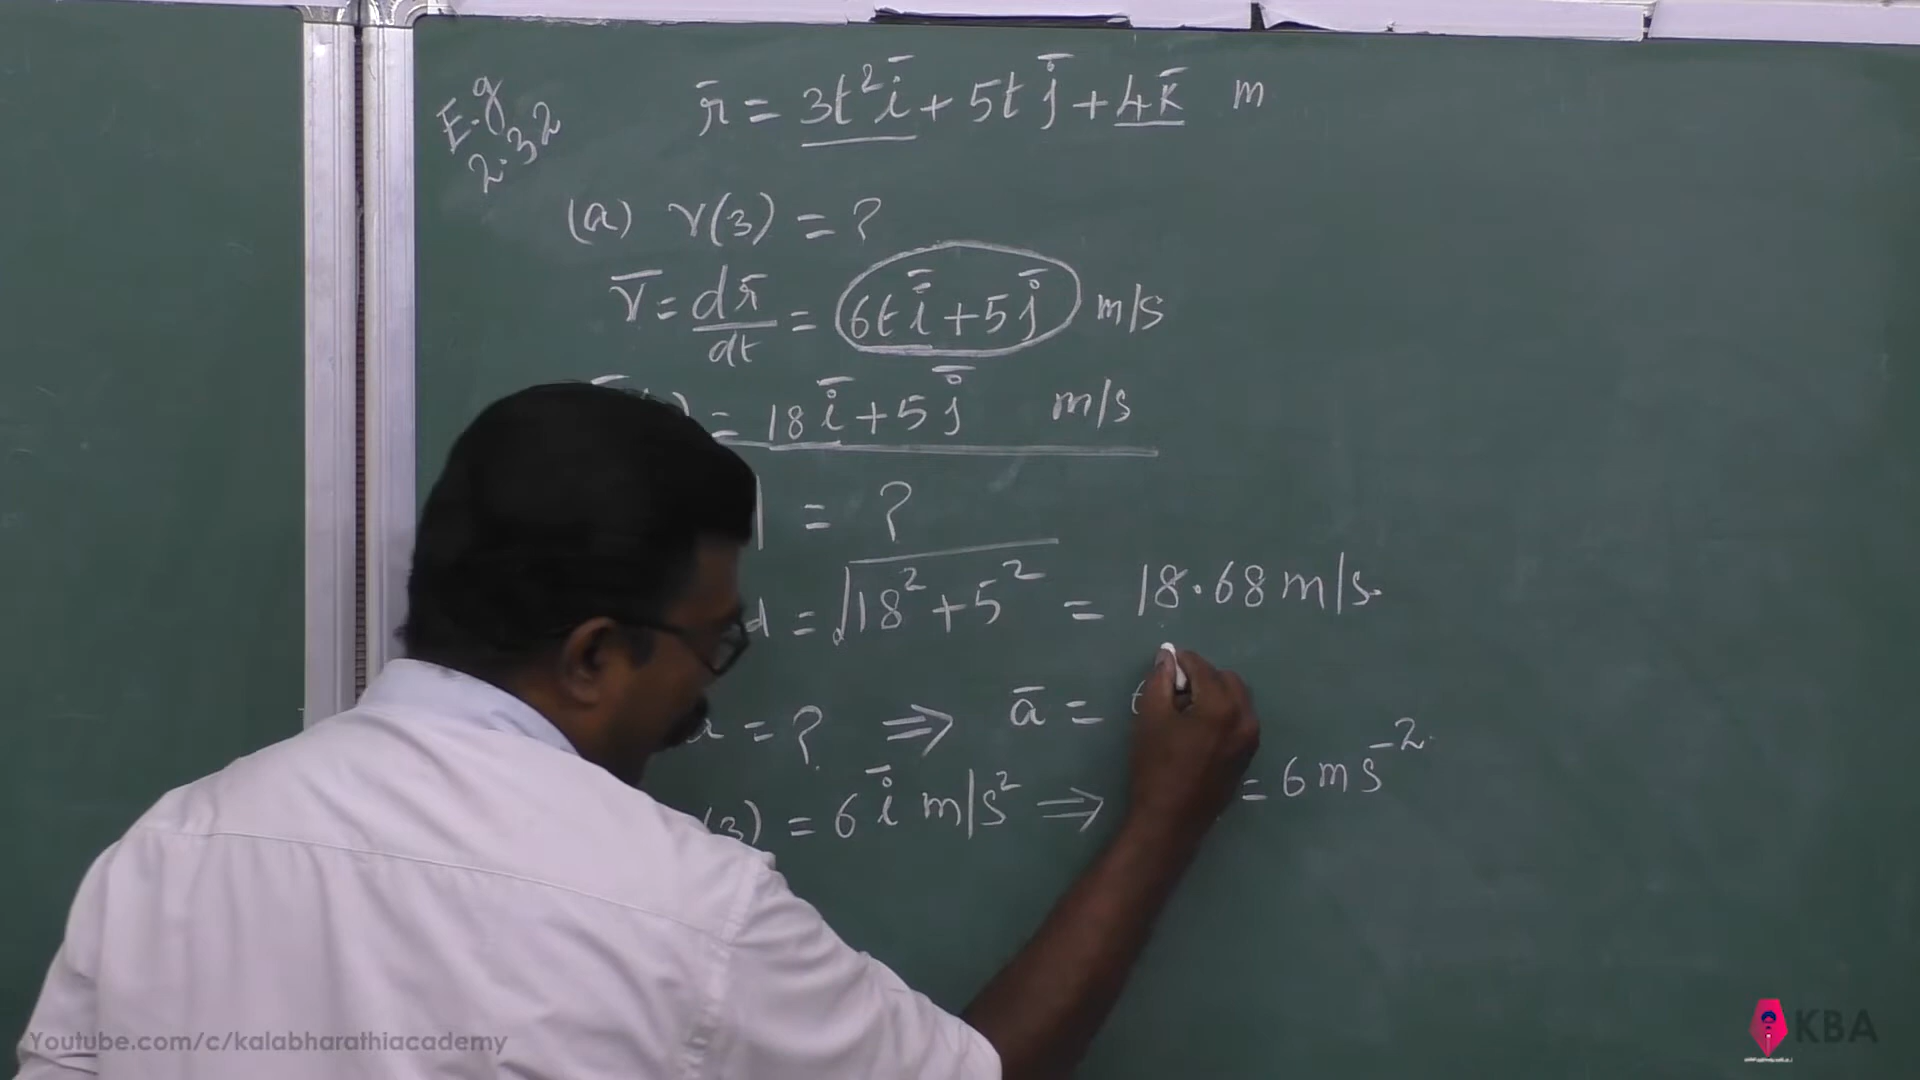 E.g 2.32
r̄ = 3t² ī + 5t j̄ + 4k̄ m
(a) v(3) = ?
v̄ = dr̄/dt = 6t ī + 5 j̄ m/s
= 18 ī + 5 j̄ m/s
| = ?
d = √18² + 5² = 18.68 m/s.
a = ? ⇒ ā =
(3) = 6 ī m/s² ⇒ = 6 m s⁻².
Youtube.com/c/kalabharathiacademy
KBA